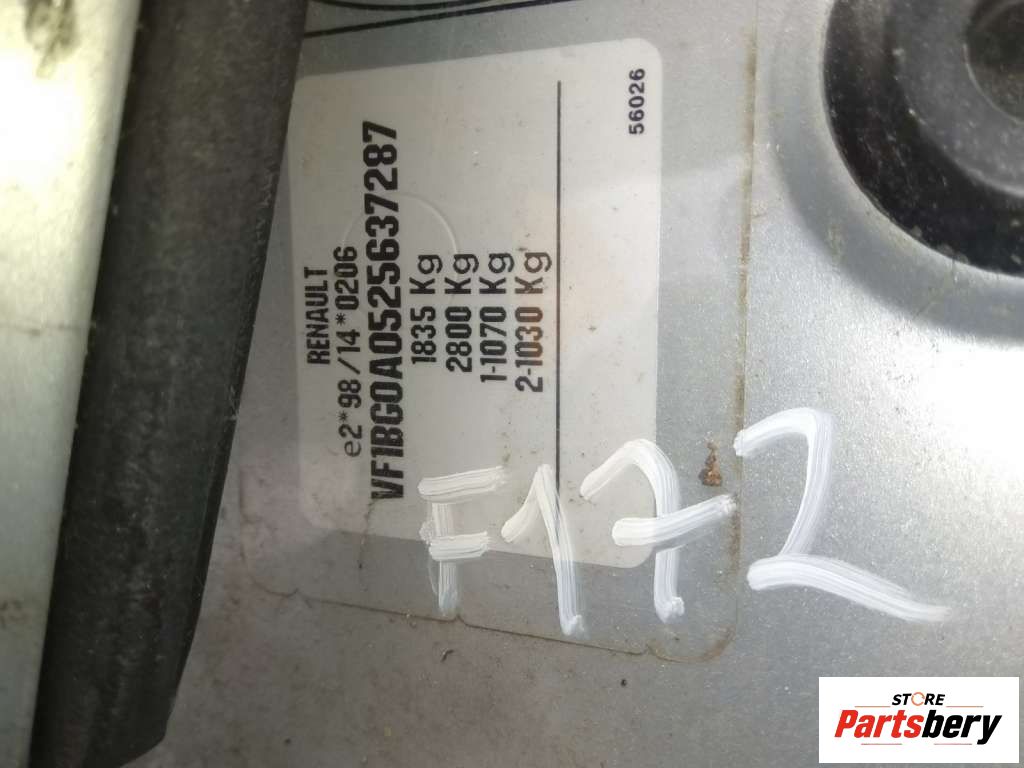 RENAULT
e2*98/14*0206
VF1BG0A0525637287
1835 Kg
2800 Kg
1-1070 Kg
2-1030 Kg
56026
F172
STORE
Partsbery